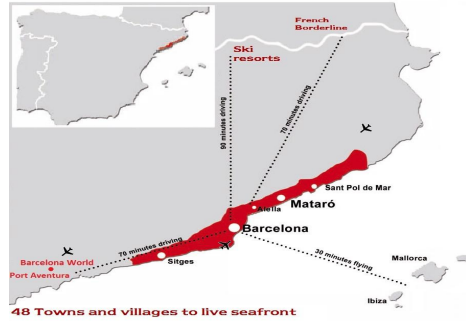 French
Borderline
Ski
resorts
90 minutes driving
70 minutes driving
Sant Pol de Mar
Mataró
Alella
Barcelona
70 minutes driving
30 minutes flying
Barcelona World
Port Aventura
Sitges
Mallorca
Ibiza
48 Towns and villages to live seafront